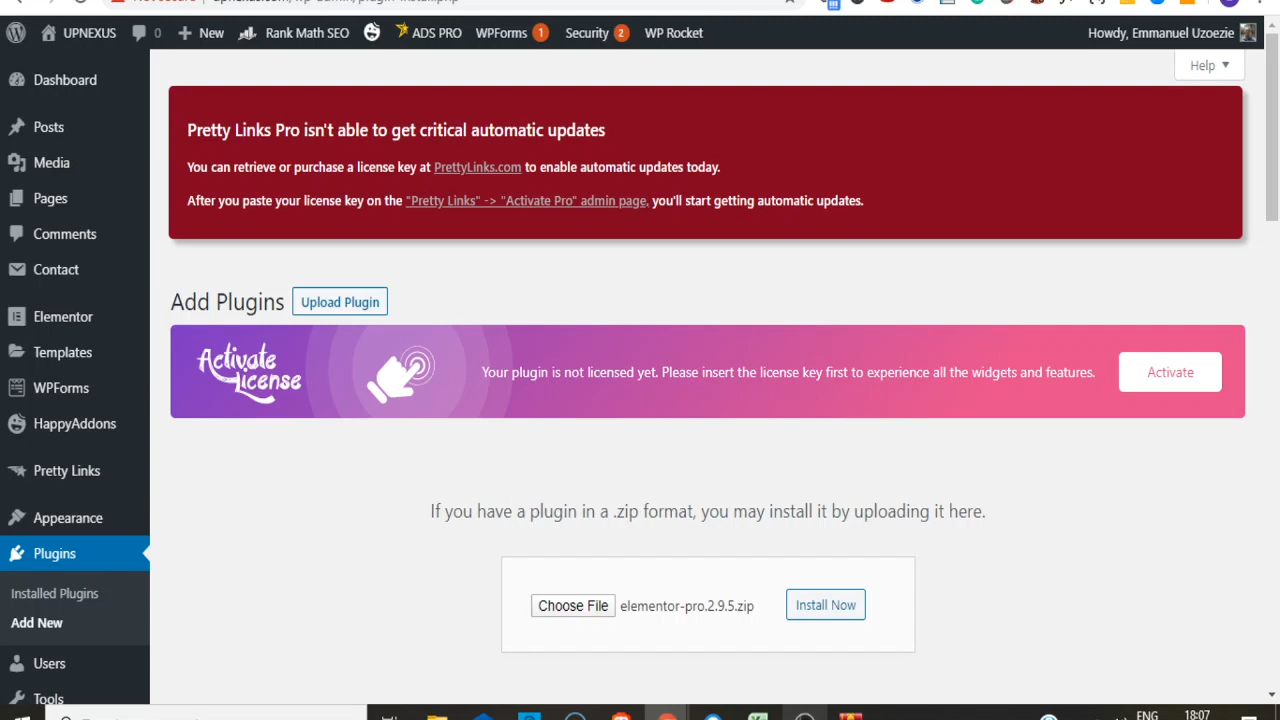 UPNEXUS
0
New
Rank Math SEO
ADS PRO
WPForms 1
Security 2
WP Rocket
Howdy, Emmanuel Uzoezie
Help
Dashboard
Posts
Media
Pages
Comments
Contact
Elementor
Templates
WPForms
HappyAddons
Pretty Links
Appearance
Plugins
Installed Plugins
Add New
Users
Tools
Pretty Links Pro isn't able to get critical automatic updates
You can retrieve or purchase a license key at PrettyLinks.com to enable automatic updates today.
After you paste your license key on the "Pretty Links" -> "Activate Pro" admin page, you'll start getting automatic updates.
Add Plugins
Upload Plugin
Activate
License
Your plugin is not licensed yet. Please insert the license key first to experience all the widgets and features.
Activate
If you have a plugin in a .zip format, you may install it by uploading it here.
Choose File elementor-pro.2.9.5.zip
Install Now
ENG
18:07